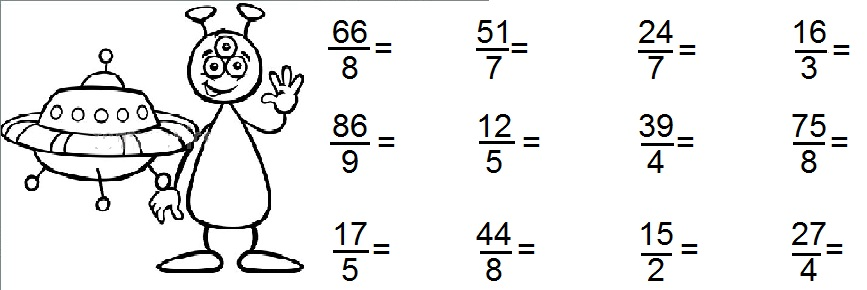 66/8 = 51/7 = 24/7 = 16/3 =
86/9 = 12/5 = 39/4 = 75/8 =
17/5 = 44/8 = 15/2 = 27/4 =